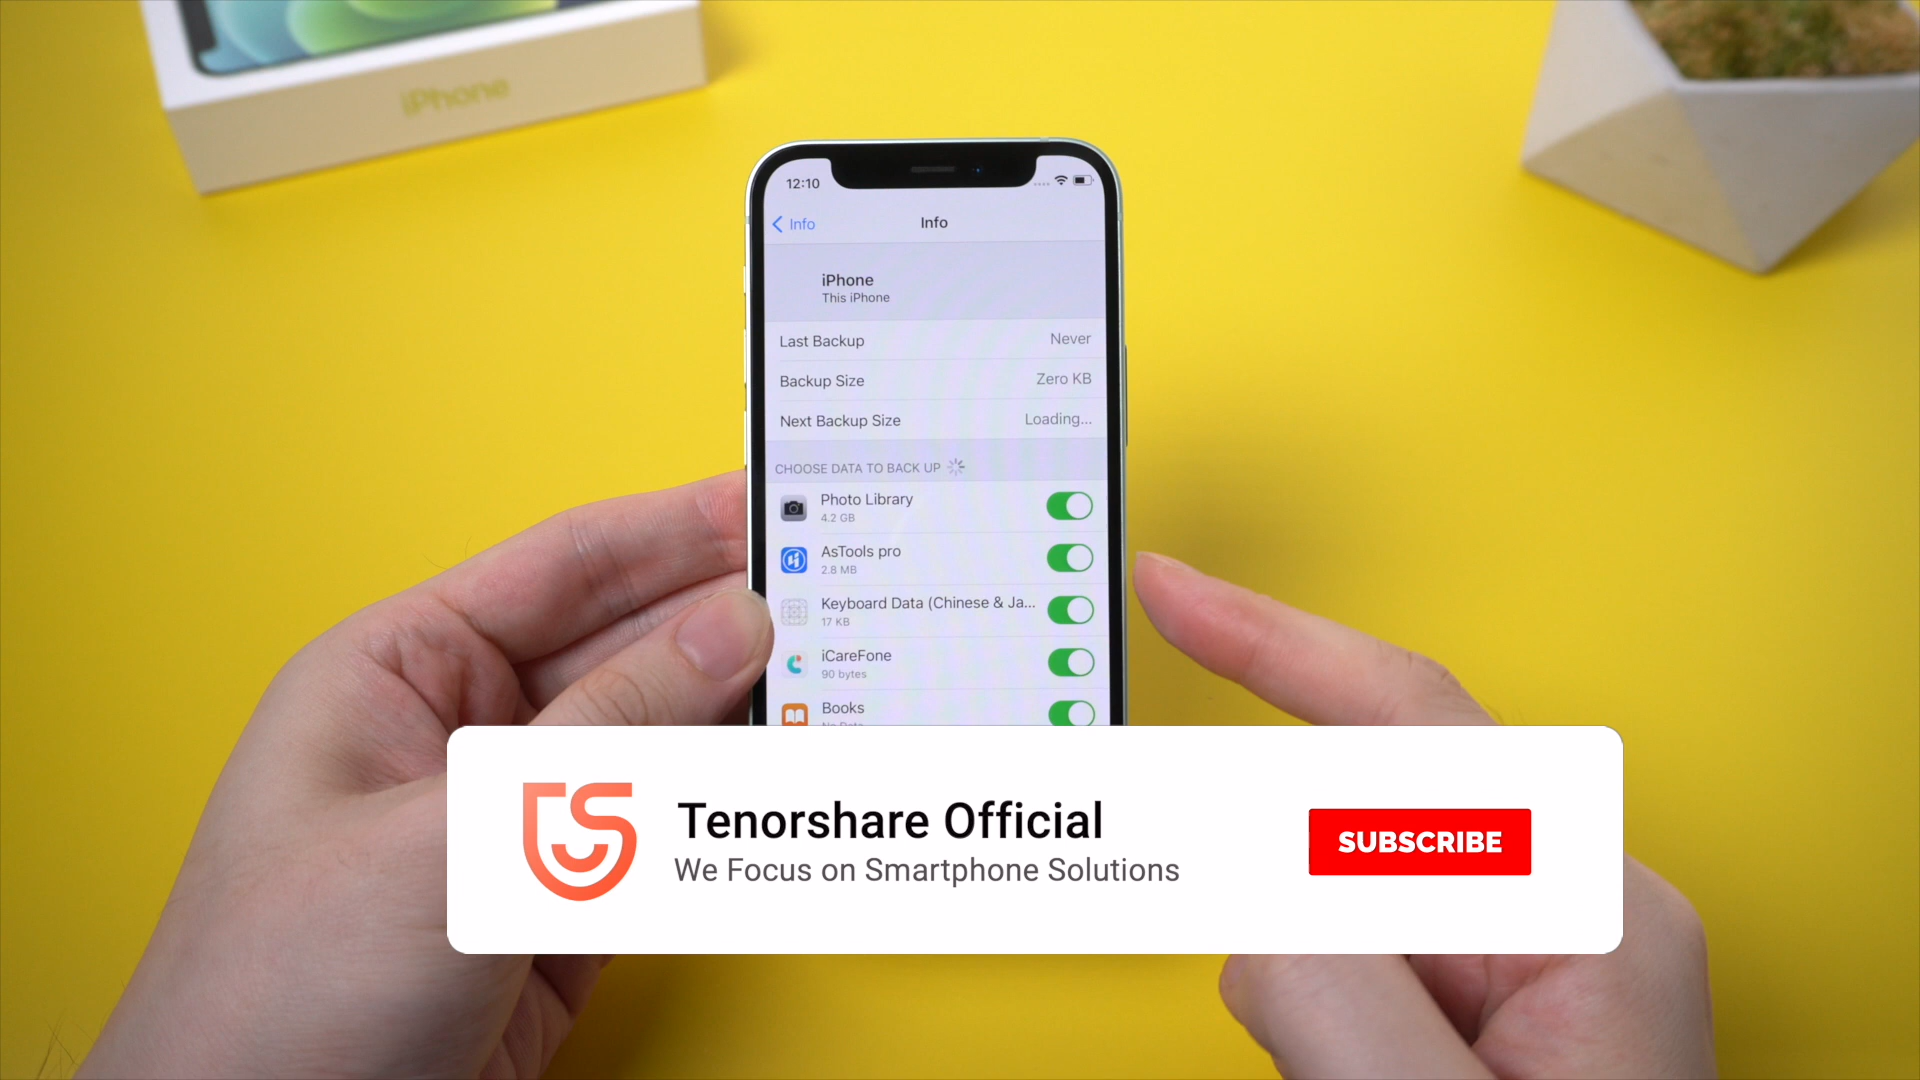 iPhone
12:10
Info
Info
iPhone
This iPhone
Last Backup
Never
Backup Size
Zero KB
Next Backup Size
Loading...
CHOOSE DATA TO BACK UP
Photo Library
4.2 GB
AsTools pro
2.8 MB
Keyboard Data (Chinese & Ja...
17 KB
iCareFone
90 bytes
Books
Tenorshare Official
We Focus on Smartphone Solutions
SUBSCRIBE